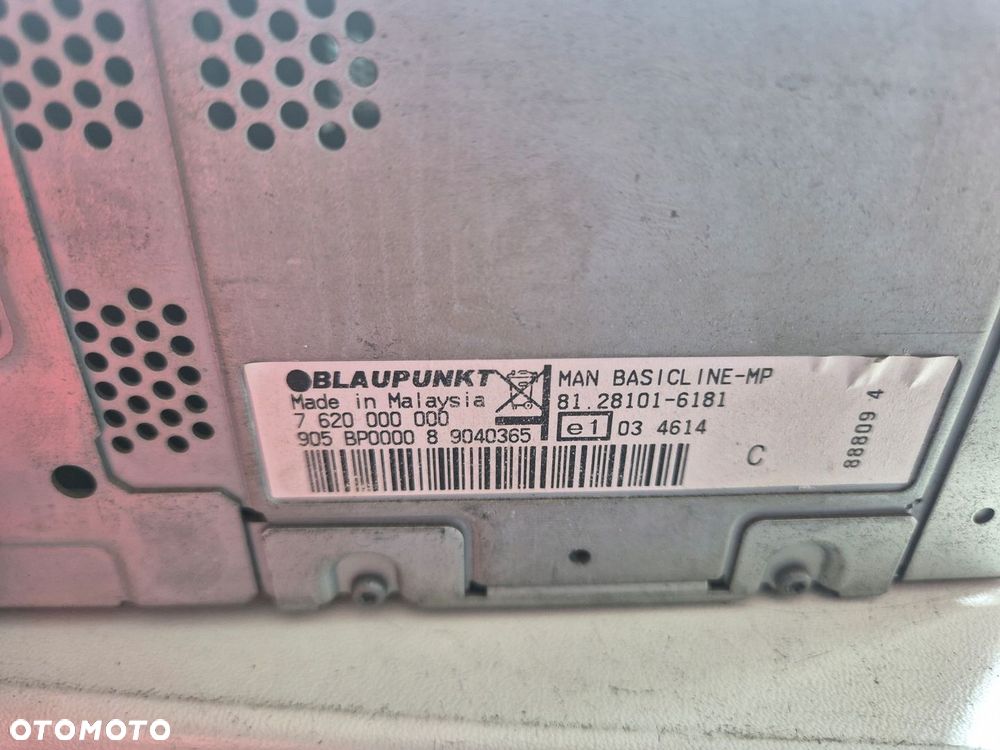 BLAUPUNKT
Made in Malaysia
7 620 000 000
905 BP0000 8 9040365
MAN BASICLINE-MP
81.28101-6181
e1 03 4614
C
88809 4
OTOMOTO